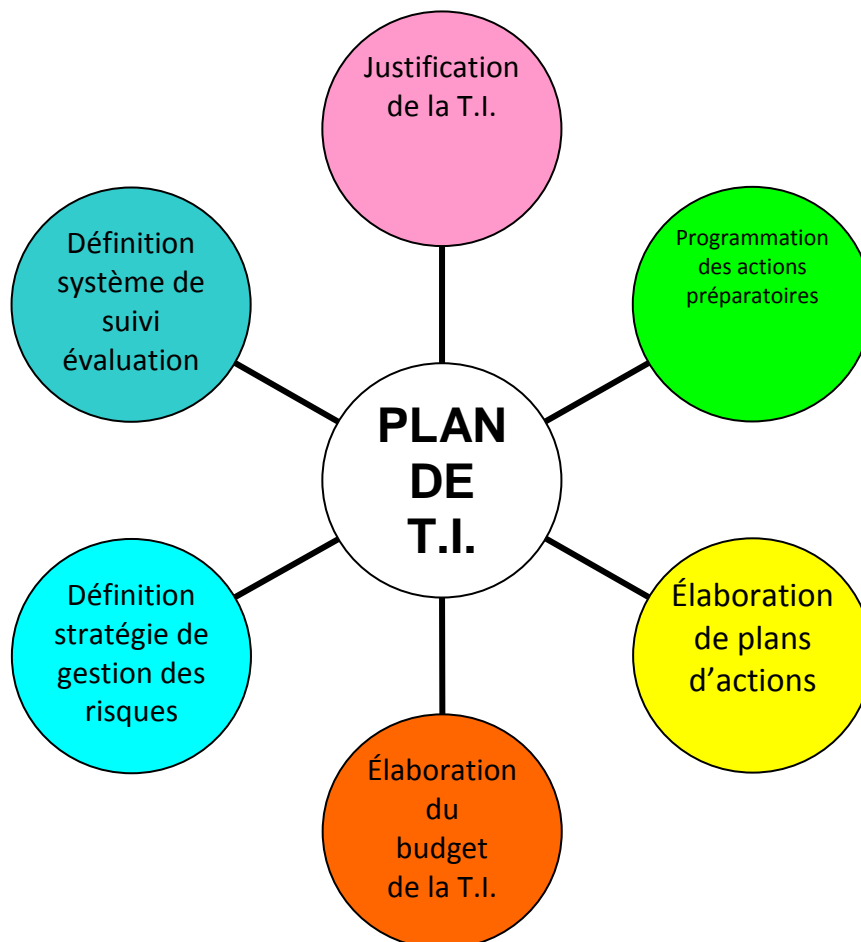 Justification
de la T.I.
Programmation
des actions
préparatoires
Élaboration
de plans
d’actions
Élaboration
du
budget
de la T.I.
Définition
stratégie de
gestion des
risques
Définition
système de
suivi
évaluation
PLAN
DE
T.I.